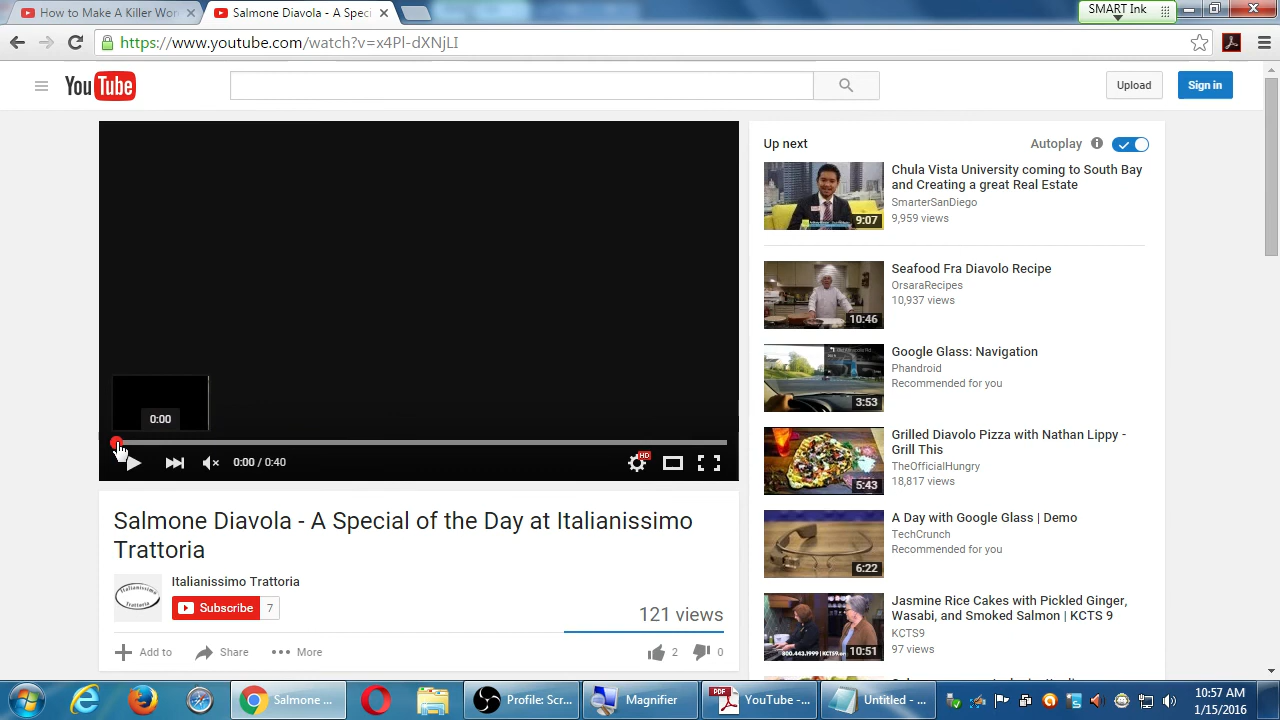 How to Make A Killer Wor
Salmone Diavola - A Speci
SMART Ink
https://www.youtube.com/watch?v=x4Pl-dXNjLI
YouTube
Upload
Sign in
0:00
0:00 / 0:40
HD
Salmone Diavola - A Special of the Day at Italianissimo
Trattoria
Italianissimo
Trattoria
Italianissimo Trattoria
Subscribe 7
121 views
Add to Share More 2 0
Up next Autoplay
9:07
Chula Vista University coming to South Bay
and Creating a great Real Estate
SmarterSanDiego
9,959 views
10:46
Seafood Fra Diavolo Recipe
OrsaraRecipes
10,937 views
3:53
Google Glass: Navigation
Phandroid
Recommended for you
5:43
Grilled Diavolo Pizza with Nathan Lippy -
Grill This
TheOfficialHungry
18,817 views
6:22
A Day with Google Glass | Demo
TechCrunch
Recommended for you
800.443.1999
10:51
Jasmine Rice Cakes with Pickled Ginger,
Wasabi, and Smoked Salmon | KCTS 9
KCTS9
97 views
Salmone ...
Profile: Scr...
Magnifier
PDF
YouTube -...
Untitled - ...
10:57 AM
1/15/2016